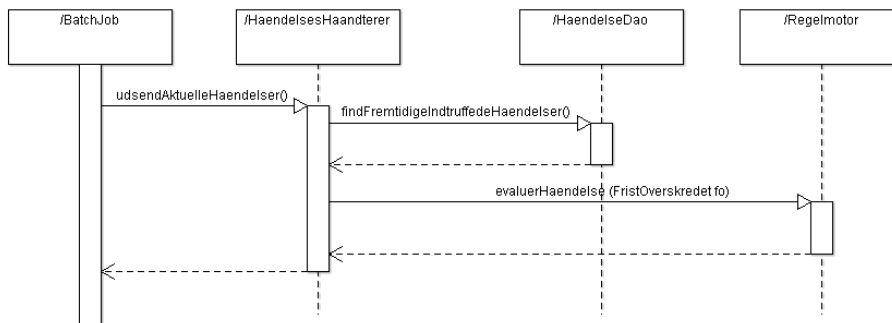 /BatchJob
/HaendelsesHaandterer
/HaendelseDao
/Regelmotor
udsendAktuelleHaendelser()
findFremtidigeIndtruffedeHaendelser()
evaluerHaendelse (FristOverskredet fo)